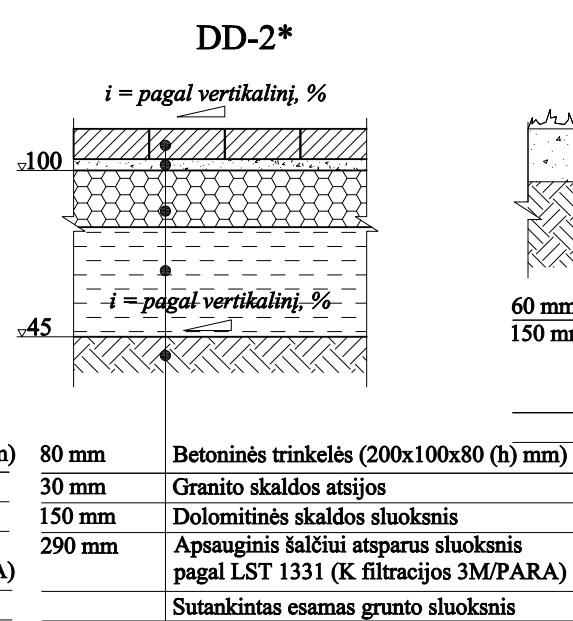 DD-2*
i = pagal vertikalinį, %
100
i = pagal vertikalinį, %
45
60 mm
150 m
m) 80 mm Betoninės trinkelės (200x100x80 (h) mm)
30 mm Granito skaldos atsijos
150 mm Dolomitinės skaldos sluoksnis
290 mm Apsauginis šalčiui atsparus sluoksnis
A) pagal LST 1331 (K filtracijos 3M/PARA)
Sutankintas esamas grunto sluoksnis